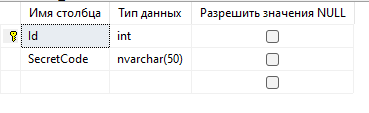 Имя столбца Тип данных Разрешить значения NULL
Id int
SecretCode nvarchar(50)